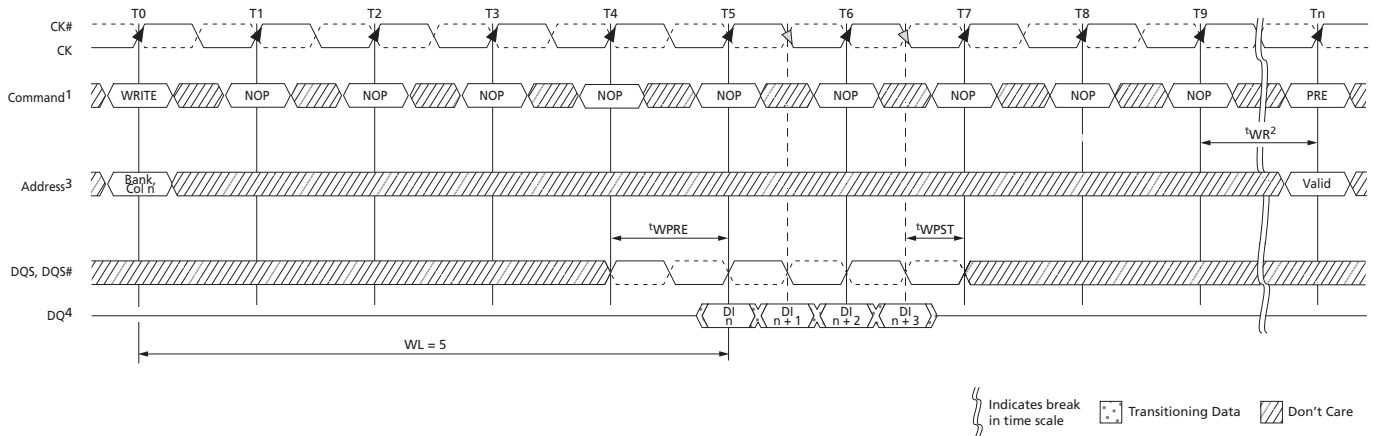 T0 T1 T2 T3 T4 T5 T6 T7 T8 T9 Tn
CK#
CK
Command1 WRITE NOP NOP NOP NOP NOP NOP NOP NOP NOP PRE
tWR2
Address3 Bank, Col n Valid
tWPRE tWPST
DQS, DQS#
DQ4 DI n DI n + 1 DI n + 2 DI n + 3
WL = 5
Indicates break in time scale
Transitioning Data
Don't Care